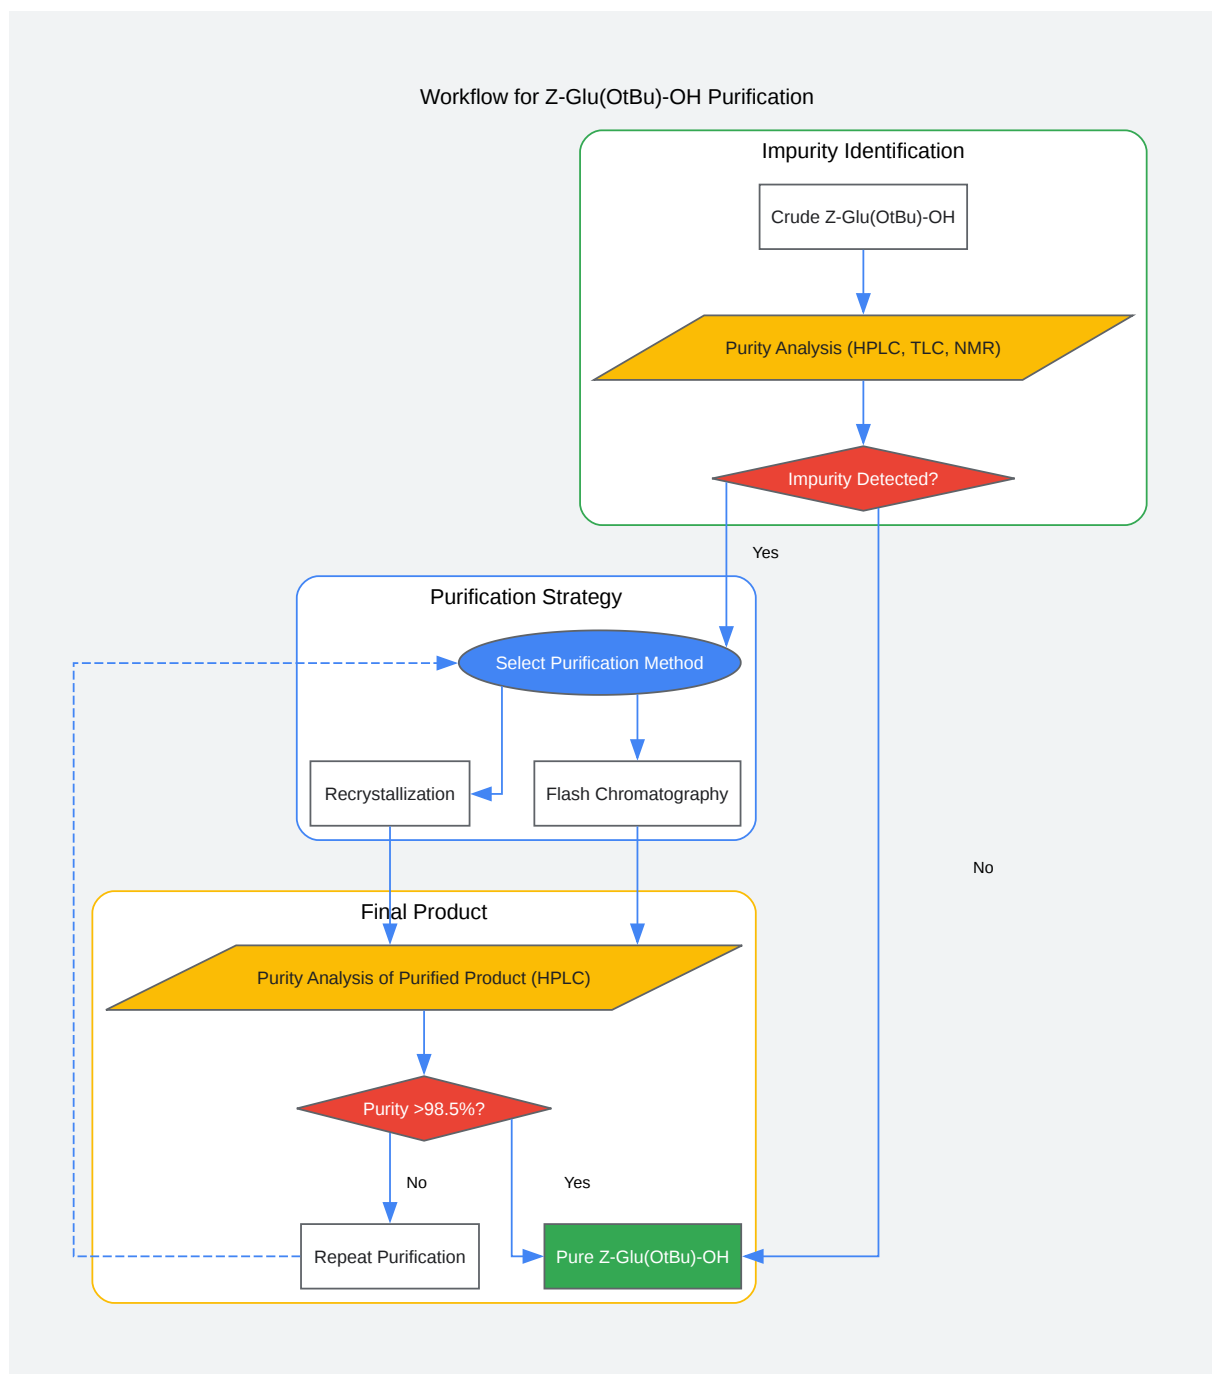 Workflow for Z-Glu(OtBu)-OH Purification
Impurity Identification
Crude Z-Glu(OtBu)-OH
Purity Analysis (HPLC, TLC, NMR)
Impurity Detected?
Yes
Purification Strategy
Select Purification Method
Recrystallization
Flash Chromatography
No
Final Product
Purity Analysis of Purified Product (HPLC)
Purity >98.5%?
No
Yes
Repeat Purification
Pure Z-Glu(OtBu)-OH